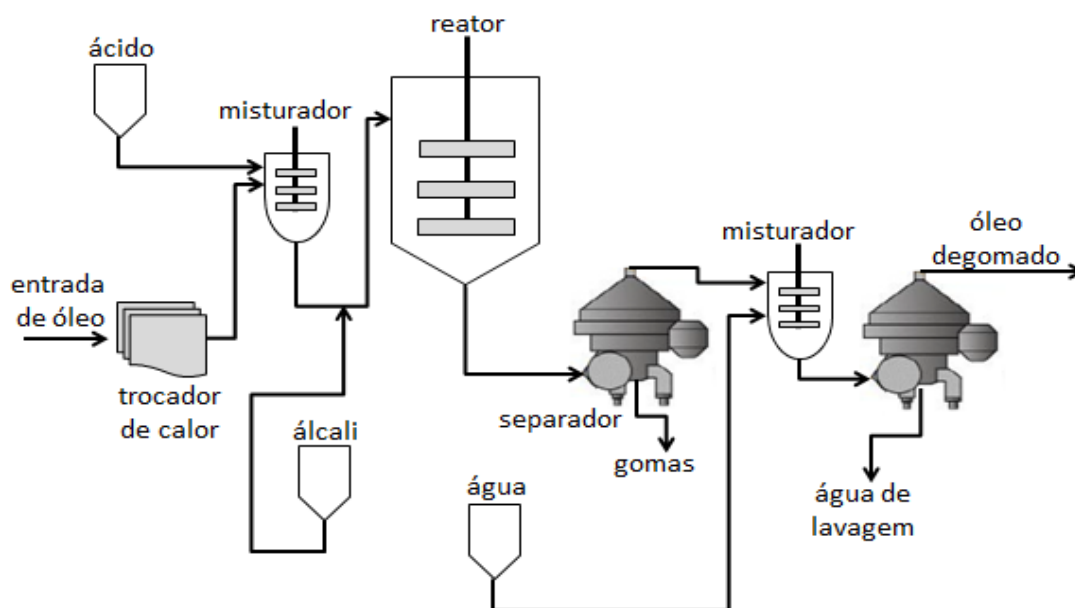 reator
ácido
misturador
entrada
de óleo
trocador
de calor
álcali
separador
gomas
água
misturador
óleo
degomado
água de
lavagem